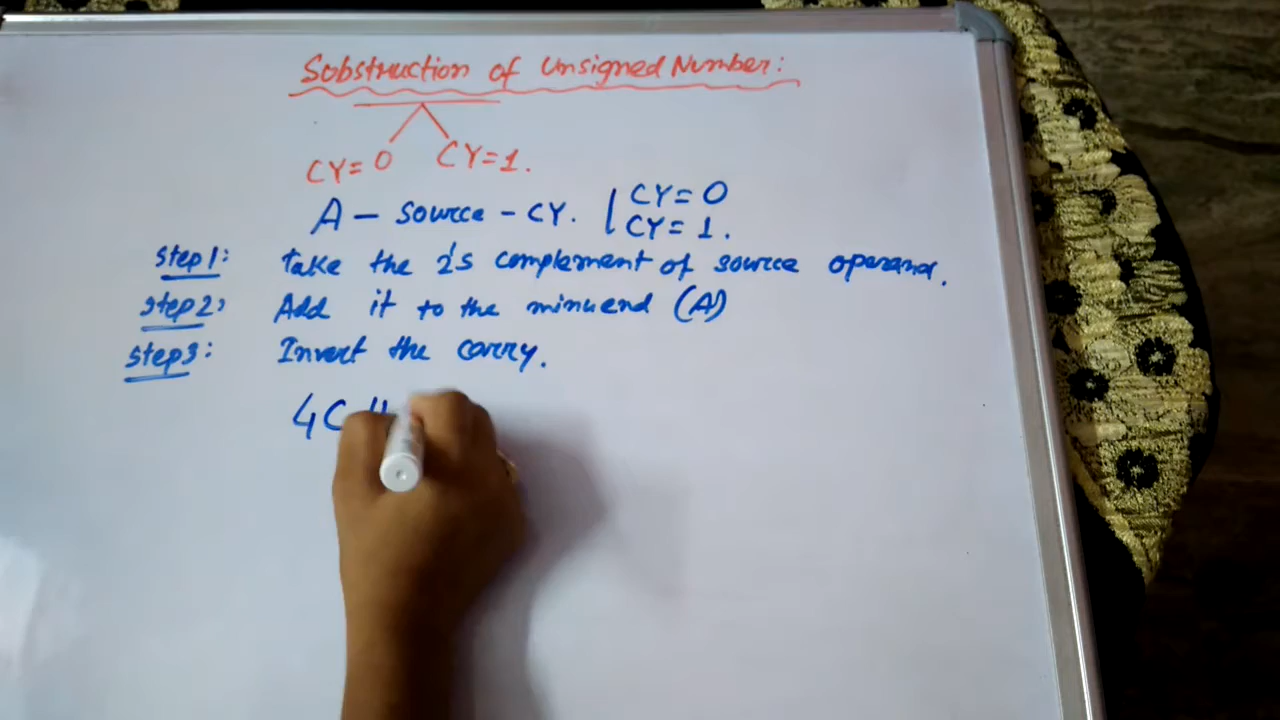 Substruction of Unsigned Number:
CY=0 CY=1.
A - source - CY. CY=0
CY=1.
Step1: take the 2's complement of source operand.
Step2: Add it to the minuend (A)
Step3: Invert the carry.
4C